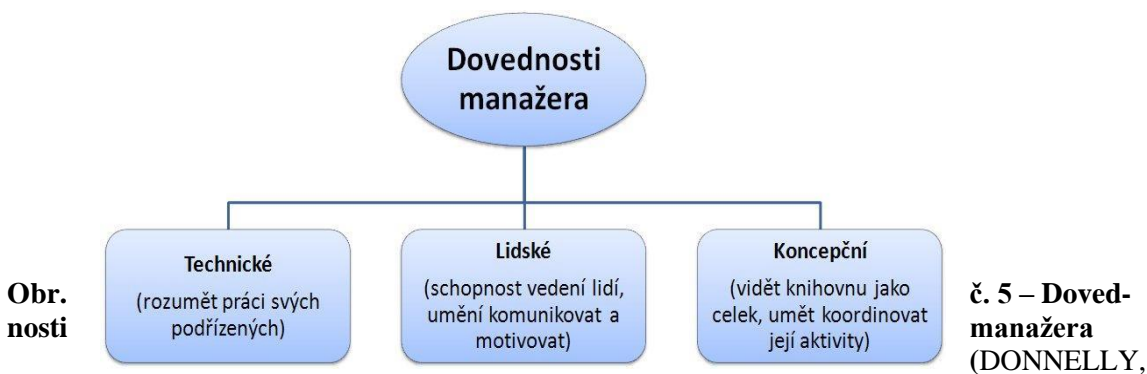 Dovednosti
manažera
Technické
(rozumět práci svých
podřízených)
Lidské
(schopnost vedení lidí,
umění komunikovat a
motivovat)
Koncepční
(vidět knihovnu jako
celek, umět koordinovat
její aktivity)
Obr. č. 5 – Doved-
nosti manažera
(DONNELLY,